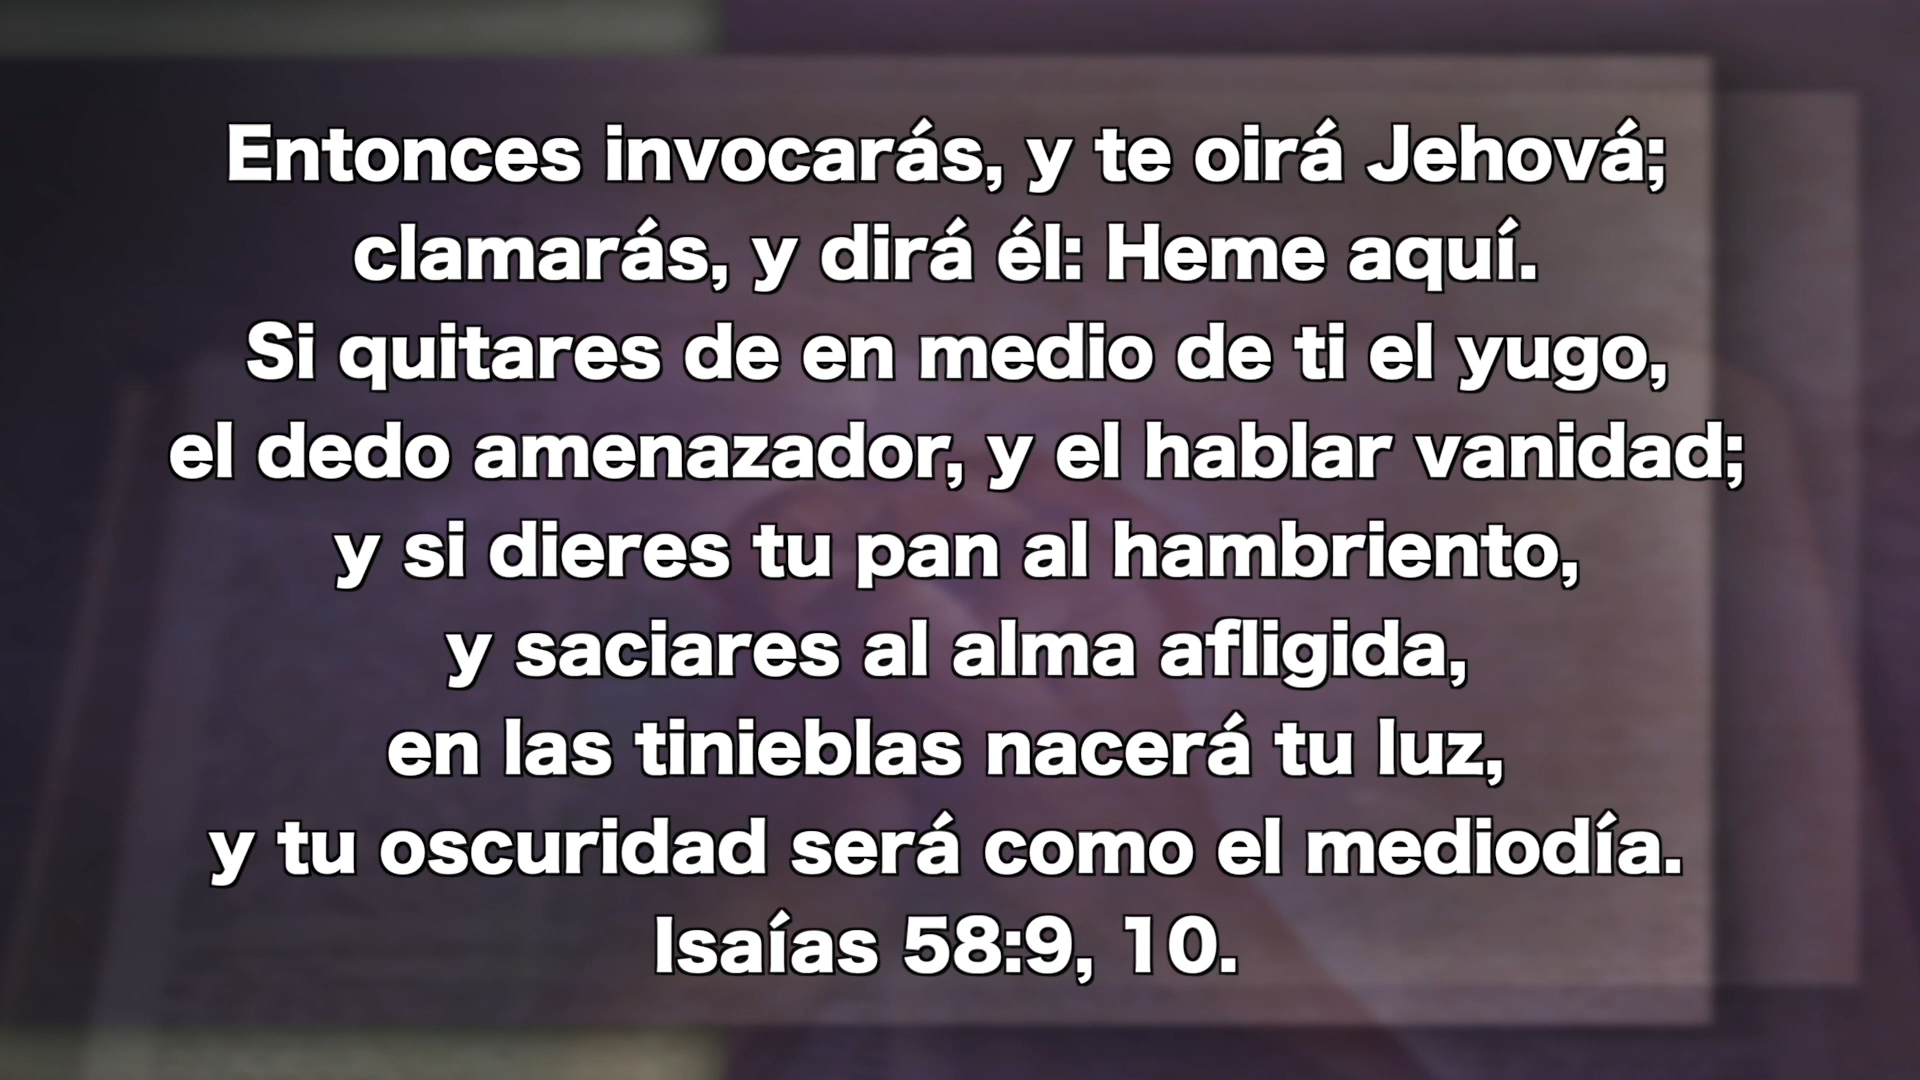 Entonces invocarás, y te oirá Jehová;
clamarás, y dirá él: Heme aquí.
Si quitares de en medio de ti el yugo,
el dedo amenazador, y el hablar vanidad;
y si dieres tu pan al hambriento,
y saciares al alma afligida,
en las tinieblas nacerá tu luz,
y tu oscuridad será como el mediodía.
Isaías 58:9, 10.